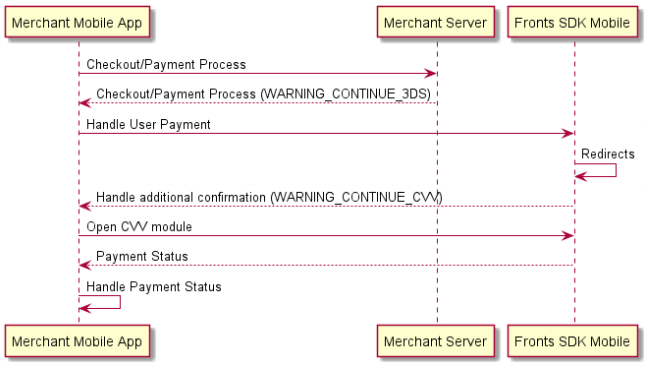 Merchant Mobile App
Merchant Server
Fronts SDK Mobile
Checkout/Payment Process
Checkout/Payment Process (WARNING_CONTINUE_3DS)
Handle User Payment
Redirects
Handle additional confirmation (WARNING_CONTINUE_CVV)
Open CVV module
Payment Status
Handle Payment Status
Merchant Mobile App
Merchant Server
Fronts SDK Mobile